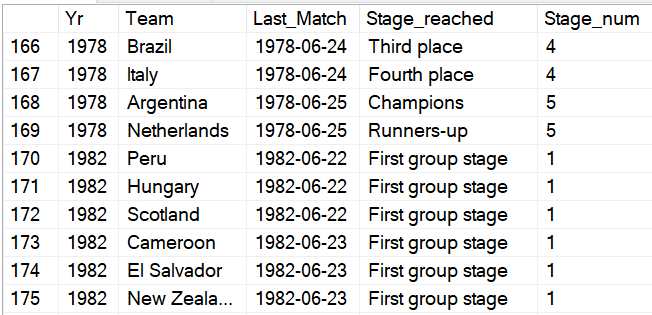 Yr Team Last_Match Stage_reached Stage_num
166 1978 Brazil 1978-06-24 Third place 4
167 1978 Italy 1978-06-24 Fourth place 4
168 1978 Argentina 1978-06-25 Champions 5
169 1978 Netherlands 1978-06-25 Runners-up 5
170 1982 Peru 1982-06-22 First group stage 1
171 1982 Hungary 1982-06-22 First group stage 1
172 1982 Scotland 1982-06-22 First group stage 1
173 1982 Cameroon 1982-06-23 First group stage 1
174 1982 El Salvador 1982-06-23 First group stage 1
175 1982 New Zeala... 1982-06-23 First group stage 1